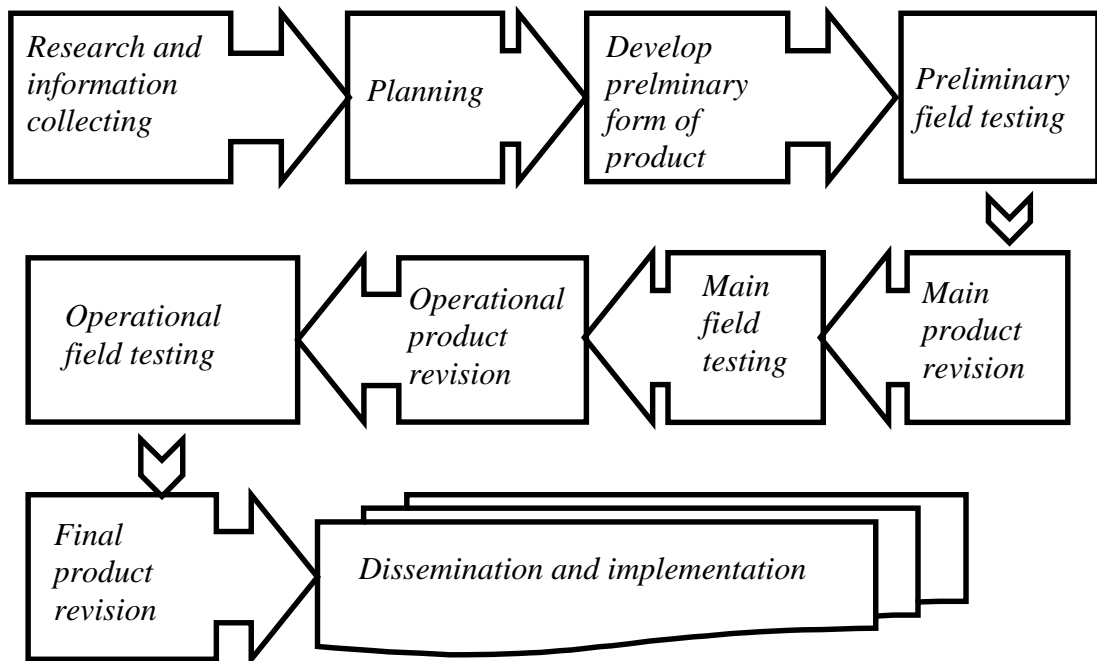 Research and
information
collecting
Planning
Develop
prelminary
form of
product
Preliminary
field testing
Main
product
revision
Main
field
testing
Operational
product
revision
Operational
field testing
Final
product
revision
Dissemination and implementation